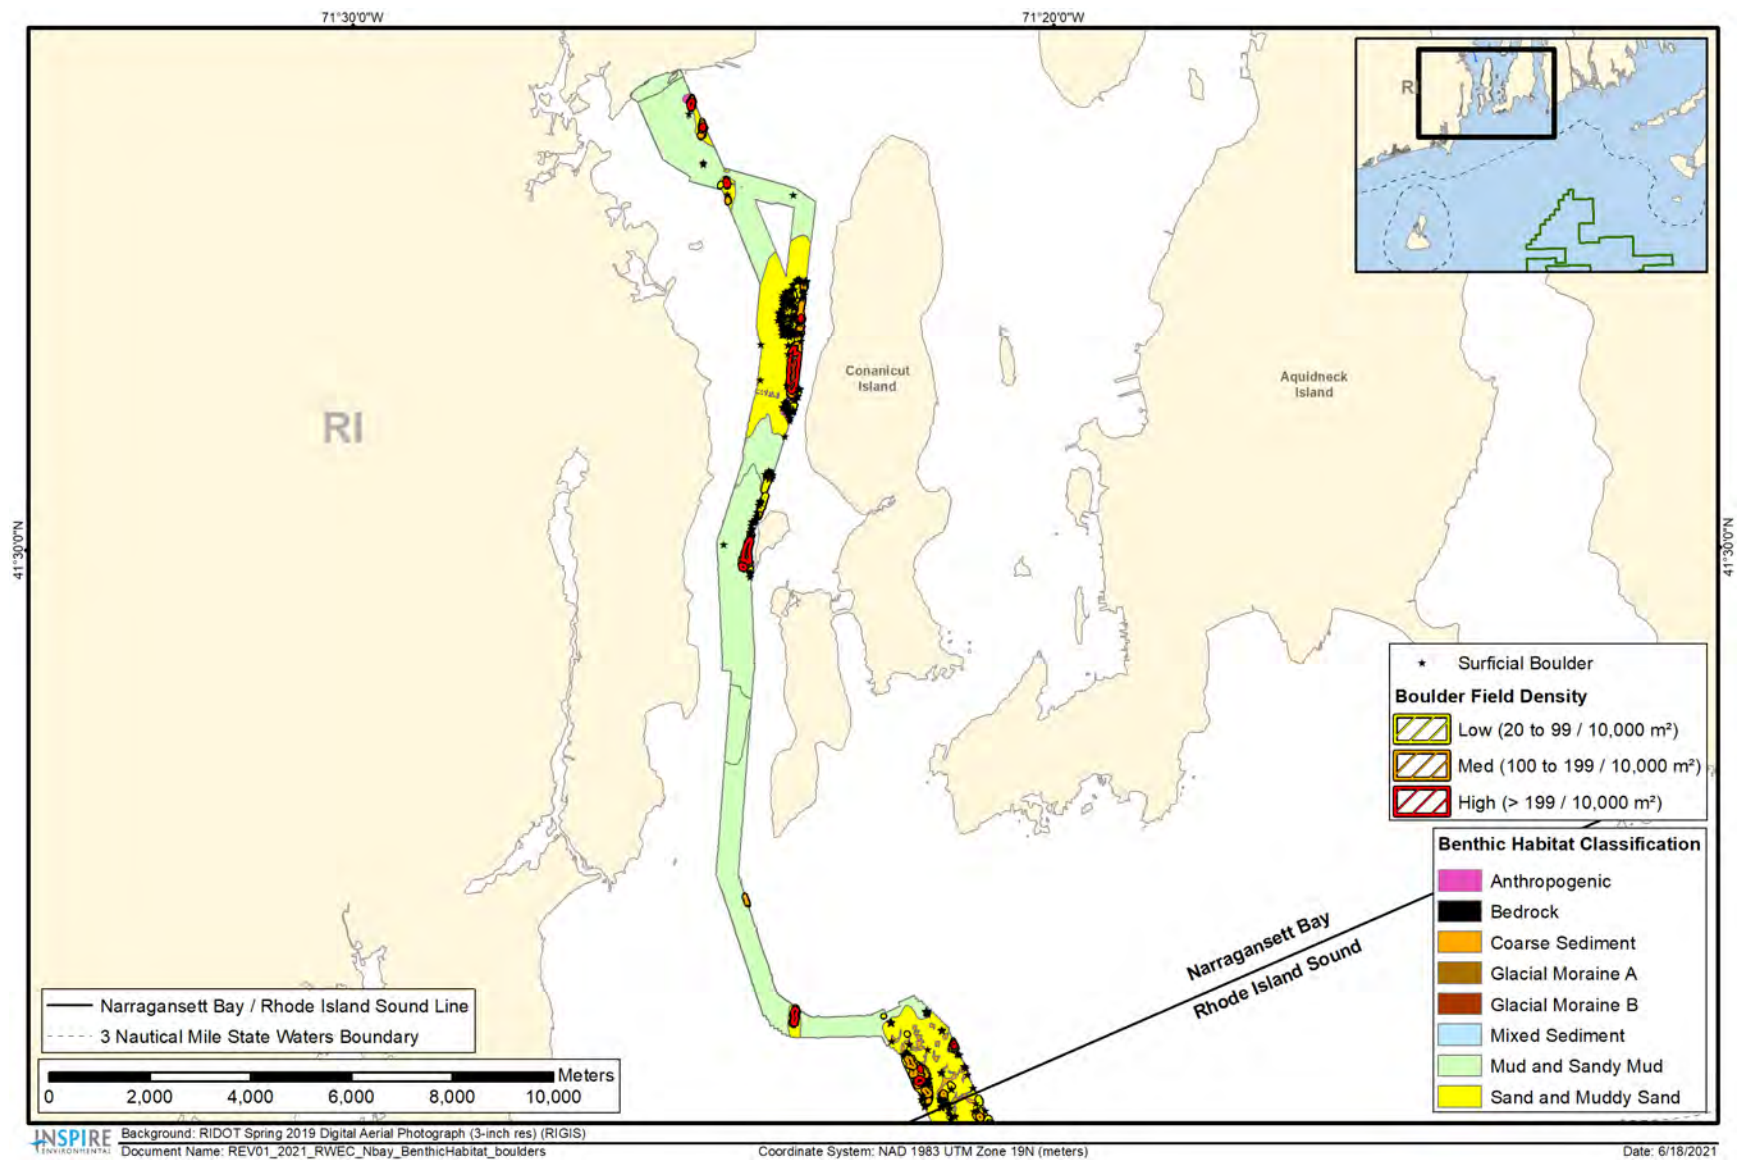 71°30'0"W
71°20'0"W
RI
RI
Conanicut
Island
Aquidneck
Island
41°30'0"N
41°30'0"N
Surficial Boulder
Boulder Field Density
Low (20 to 99 / 10,000 m²)
Med (100 to 199 / 10,000 m²)
High (> 199 / 10,000 m²)
Benthic Habitat Classification
Anthropogenic
Bedrock
Coarse Sediment
Glacial Moraine A
Glacial Moraine B
Mixed Sediment
Mud and Sandy Mud
Sand and Muddy Sand
Narragansett Bay
Rhode Island Sound
Narragansett Bay / Rhode Island Sound Line
3 Nautical Mile State Waters Boundary
Meters
0 2,000 4,000 6,000 8,000 10,000
INSPIRE
ENVIRONMENTAL
Background: RIDOT Spring 2019 Digital Aerial Photograph (3-inch res) (RIGIS)
Document Name: REV01_2021_RWEC_Nbay_BenthicHabitat_boulders
Coordinate System: NAD 1983 UTM Zone 19N (meters)
Date: 6/18/2021